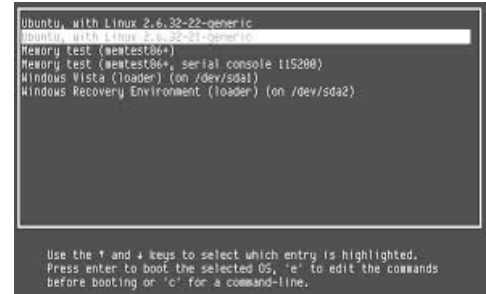 Ubuntu, with Linux 2.6.32-22-generic
Ubuntu, with Linux 2.6.32-21-generic
Memory test (memtest86+)
Memory test (memtest86+, serial console 115200)
Windows Vista (loader) (on /dev/sda1)
Windows Recovery Environment (loader) (on /dev/sda2)
Use the ↑ and ↓ keys to select which entry is highlighted.
Press enter to boot the selected OS, 'e' to edit the commands
before booting or 'c' for a command-line.